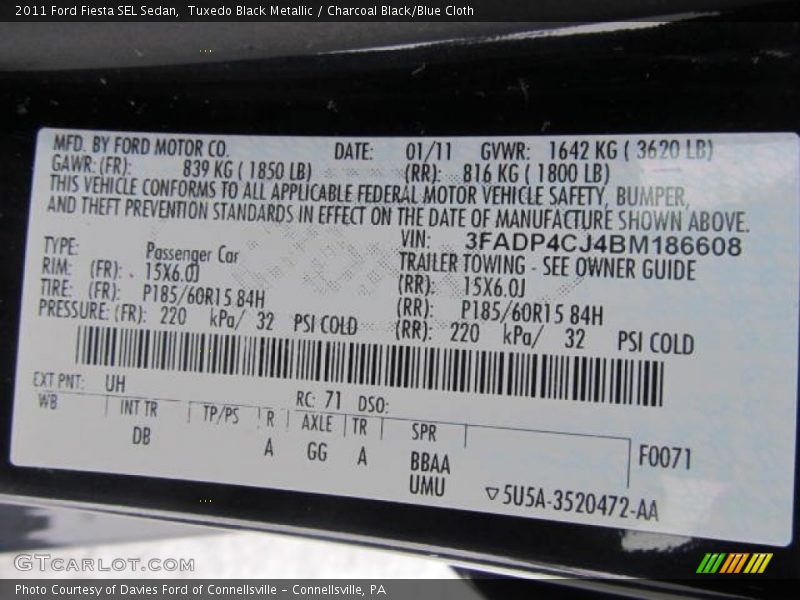 2011 Ford Fiesta SEL Sedan, Tuxedo Black Metallic / Charcoal Black/Blue Cloth
MFD. BY FORD MOTOR CO. DATE: 01/11 GVWR: 1642 KG ( 3620 LB)
GAWR: (FR): 839 KG ( 1850 LB) (RR): 816 KG ( 1800 LB)
THIS VEHICLE CONFORMS TO ALL APPLICABLE FEDERAL MOTOR VEHICLE SAFETY, BUMPER,
AND THEFT PREVENTION STANDARDS IN EFFECT ON THE DATE OF MANUFACTURE SHOWN ABOVE.
VIN: 3FADP4CJ4BM186608
TYPE: Passenger Car TRAILER TOWING - SEE OWNER GUIDE
RIM: (FR): 15X6.0J (RR): 15X6.0J
TIRE: (FR): P185/60R15 84H (RR): P185/60R15 84H
PRESSURE: (FR): 220 kPa/ 32 PSI COLD (RR): 220 kPa/ 32 PSI COLD
EXT PNT: UH RC: 71 DSO:
WB INT TR TP/PS R AXLE TR SPR F0071
DB A GG A BBAA
UMU ▽5U5A-3520472-AA
GTCARLOT.COM
Photo Courtesy of Davies Ford of Connellsville – Connellsville, PA